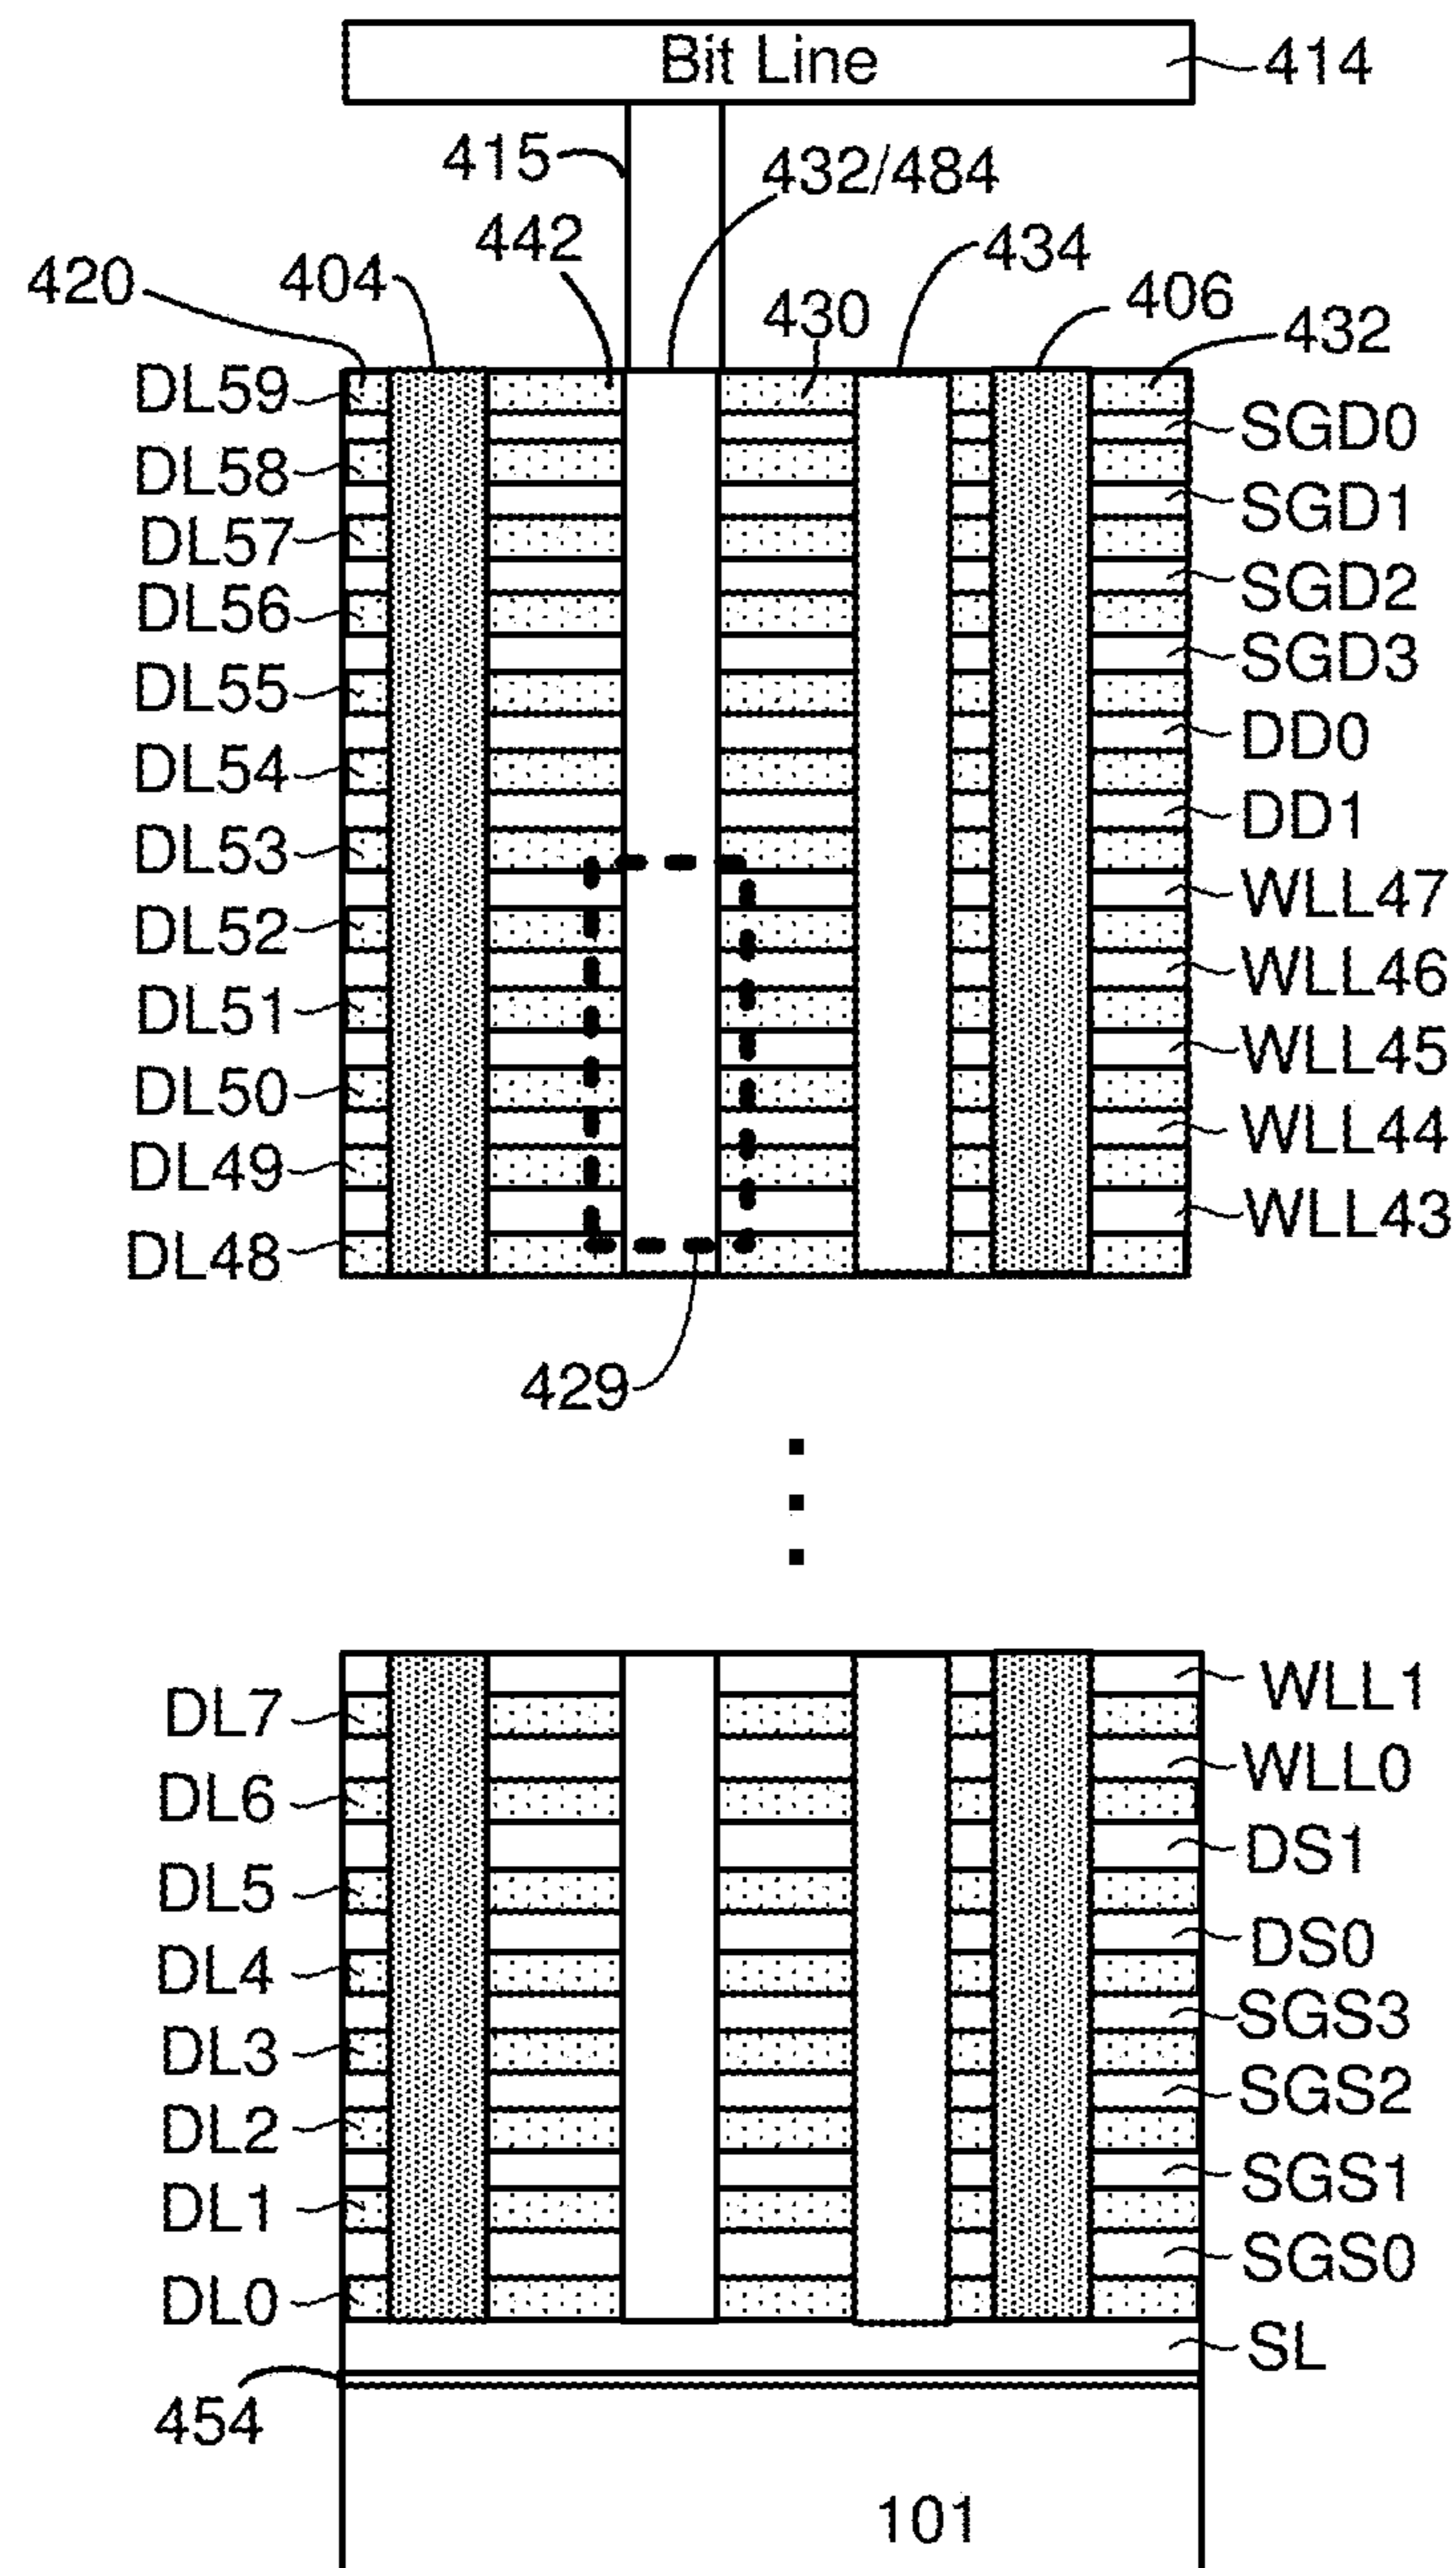 Bit Line
414
415
432/484
442
434
420
404
430
406
432
DL59
SGD0
DL58
SGD1
DL57
SGD2
DL56
SGD3
DL55
DD0
DL54
DD1
DL53
WLL47
DL52
WLL46
DL51
WLL45
DL50
WLL44
DL49
WLL43
DL48
429
WLL1
DL7
WLL0
DL6
DS1
DL5
DS0
DL4
SGS3
DL3
SGS2
DL2
SGS1
DL1
SGS0
DL0
SL
454
101